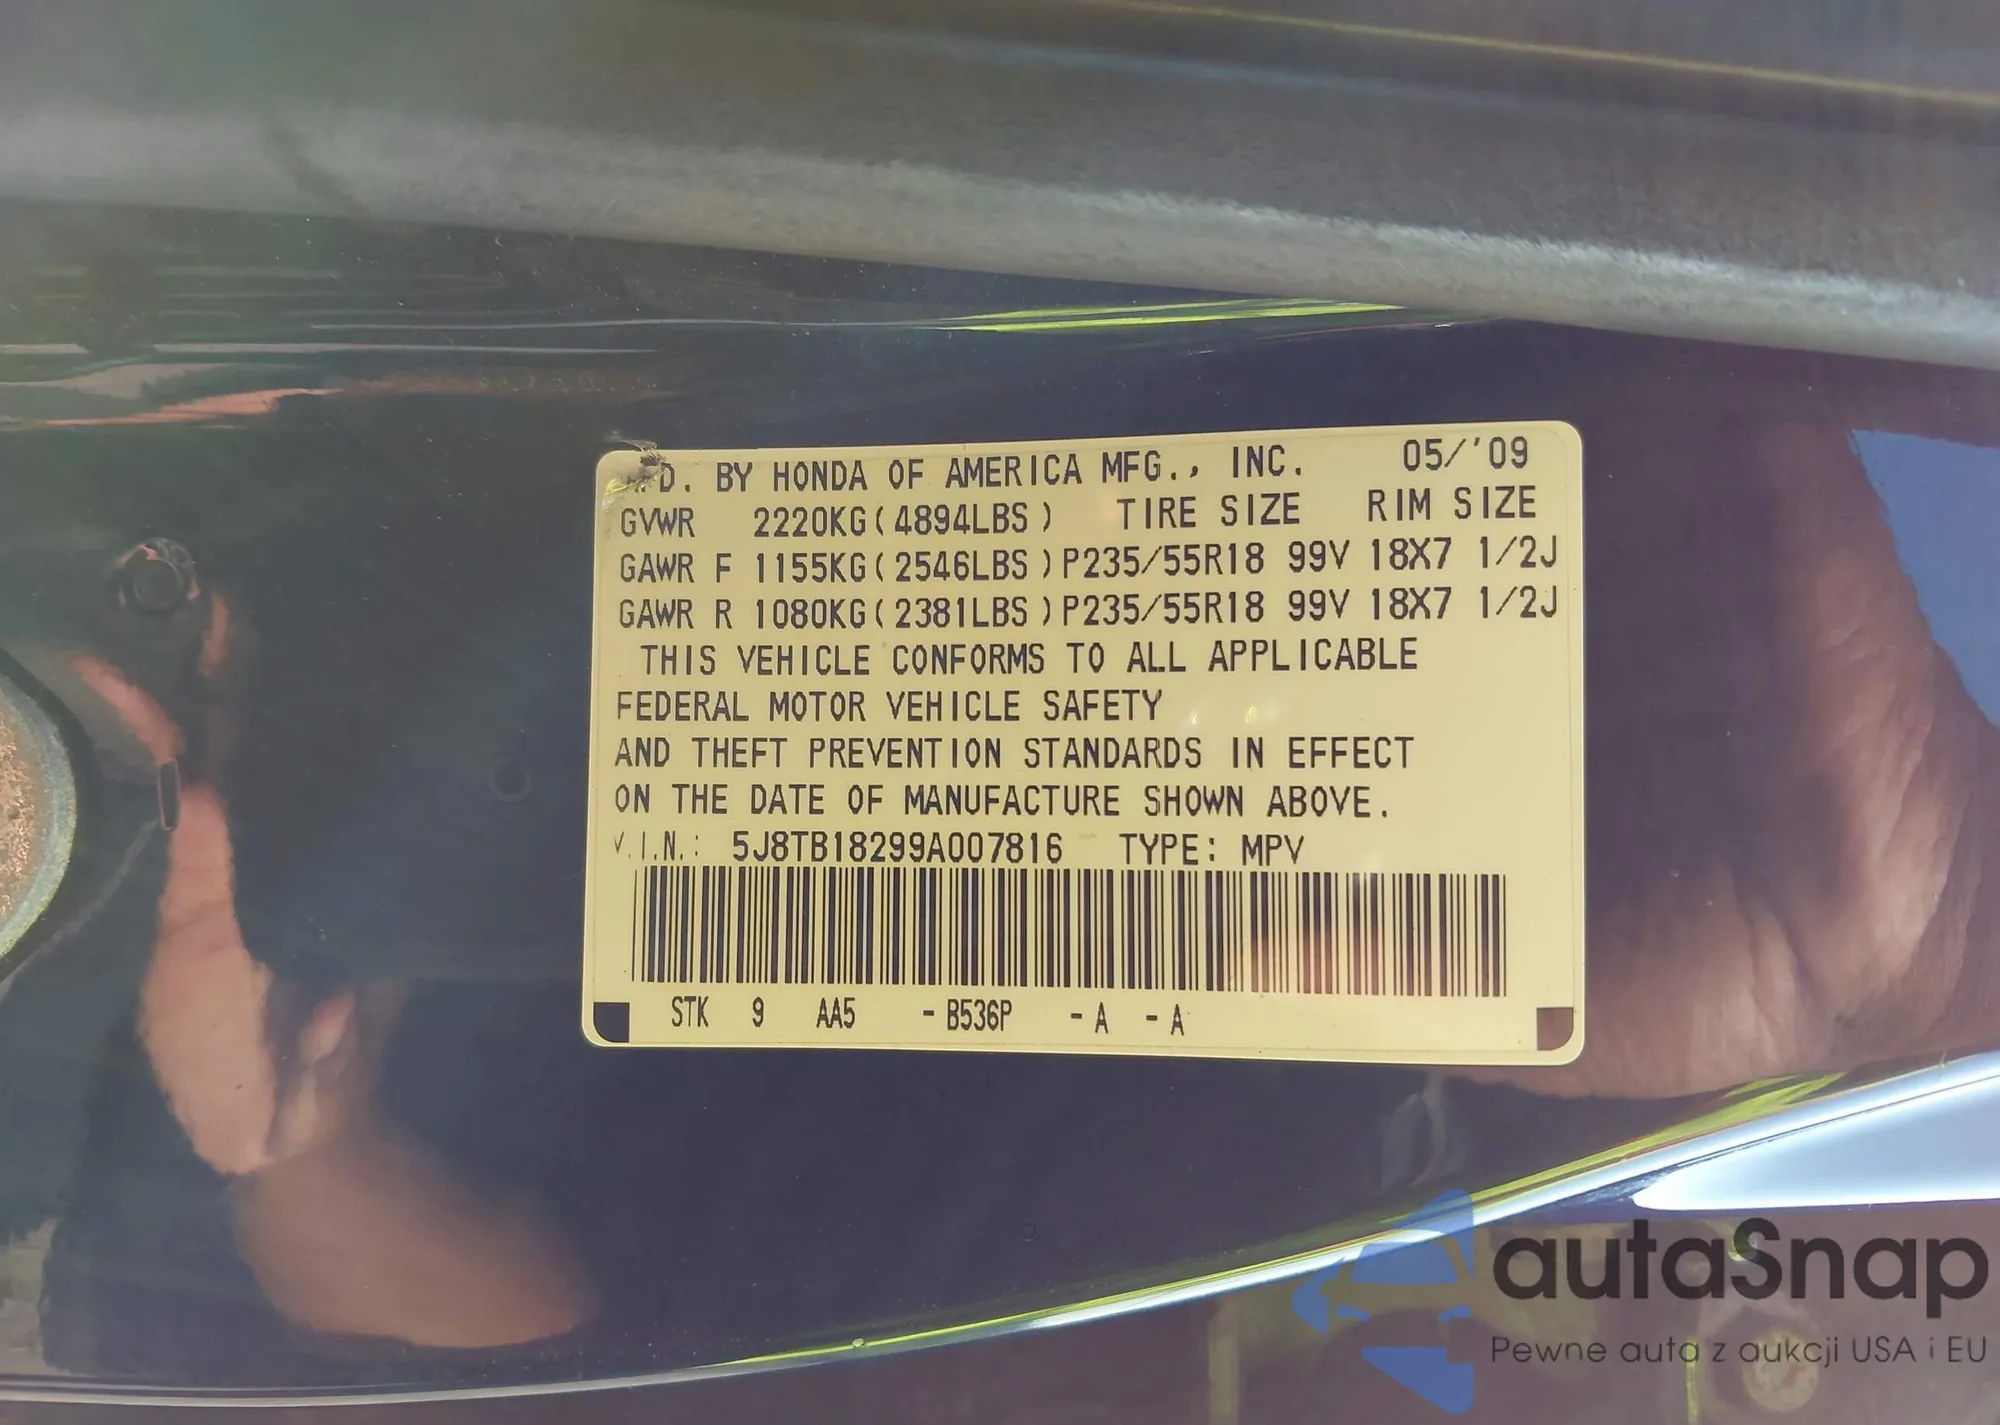 MFD. BY HONDA OF AMERICA MFG., INC. 05/'09
GVWR 2220KG(4894LBS) TIRE SIZE RIM SIZE
GAWR F 1155KG(2546LBS)P235/55R18 99V 18X7 1/2J
GAWR R 1080KG(2381LBS)P235/55R18 99V 18X7 1/2J
THIS VEHICLE CONFORMS TO ALL APPLICABLE
FEDERAL MOTOR VEHICLE SAFETY
AND THEFT PREVENTION STANDARDS IN EFFECT
ON THE DATE OF MANUFACTURE SHOWN ABOVE.
V.I.N.: 5J8TB18299A007816 TYPE: MPV
STK 9 AA5 -B536P -A -A
autaSnap
Pewne auta z aukcji USA i EU